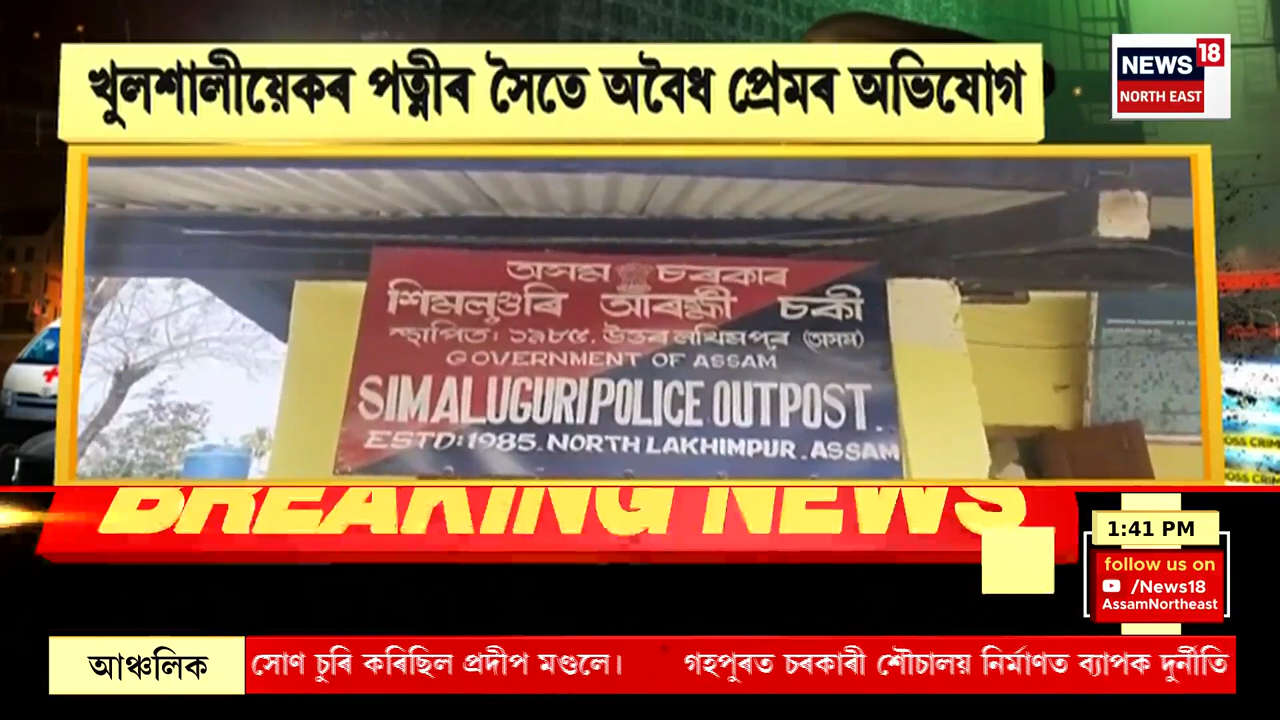 খুলশালীয়েকৰ পত্নীৰ সৈতে অবৈধ প্ৰেমৰ অভিযোগ
NEWS 18
NORTH EAST
অসম চৰকাৰ
শিমলুগুৰি আৰক্ষী চকী
স্থাপিত: ১৯৮৫, উত্তৰ লখিমপুৰ (অসম)
GOVERNMENT OF ASSAM
SIMALUGURI POLICE OUTPOST.
ESTD: 1985. NORTH LAKHIMPUR. ASSAM
BREAKING NEWS
1:41 PM
follow us on
/News18
AssamNortheast
আঞ্চলিক
সোণ চুৰি কৰিছিল প্ৰদীপ মণ্ডলে। গহপুৰত চৰকাৰী শৌচালয় নিৰ্মাণত ব্যাপক দুৰ্নীতি